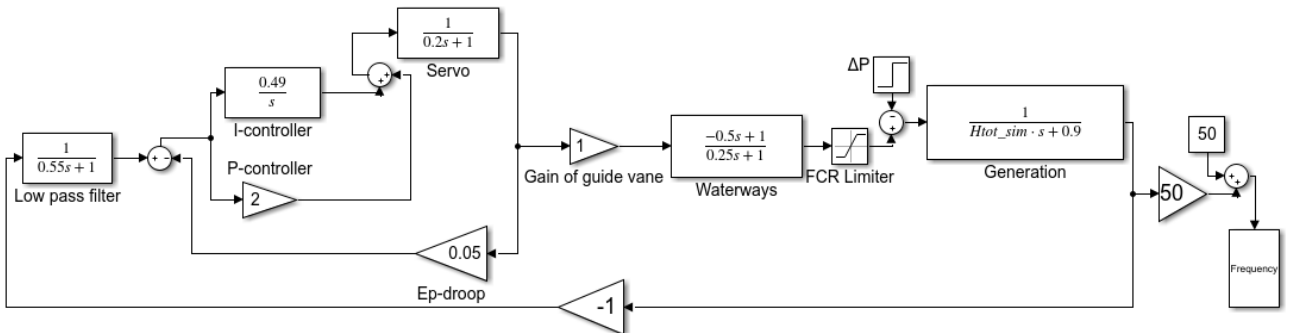 1
0.2s + 1
Servo
ΔP
0.49
s
I-controller
1
Htot_sim · s + 0.9
Generation
50
1
0.55s + 1
Low pass filter
P-controller
2
1
Gain of guide vane
-0.5s + 1
0.25s + 1
Waterways
FCR Limiter
50
0.05
Ep-droop
Frequency
-1